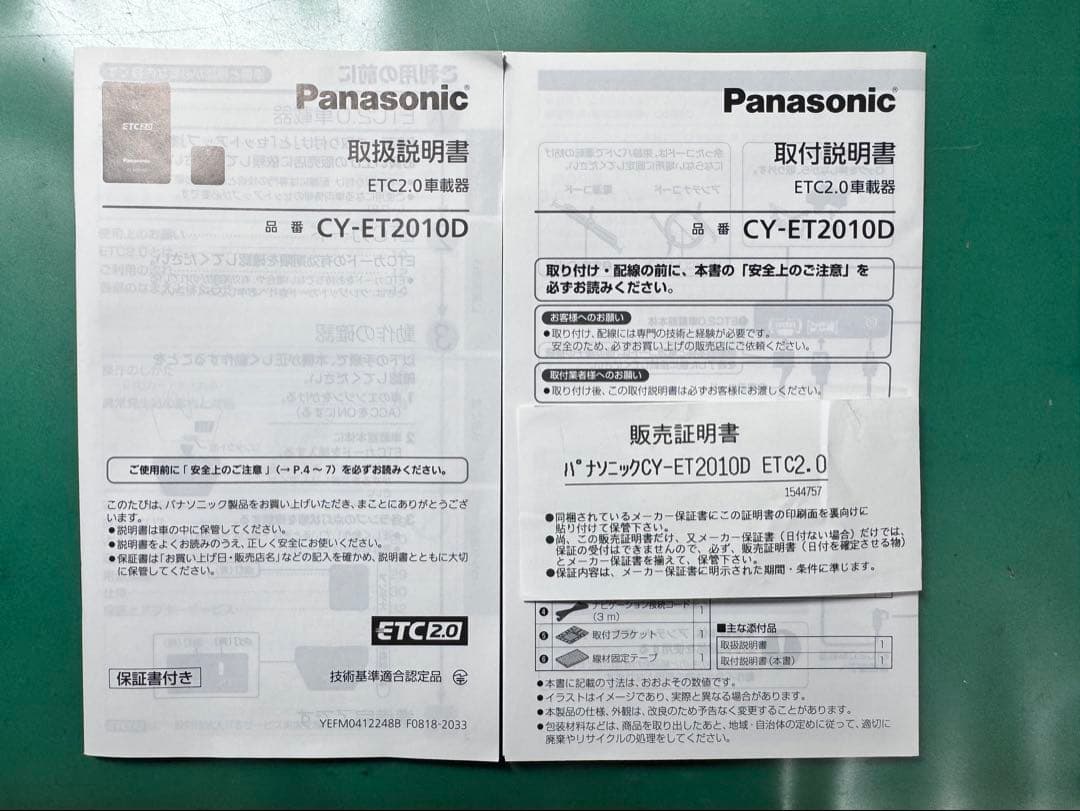 ETC2.0
Panasonic
Panasonic
取扱説明書
ETC2.0車載器
品番 CY-ET2010D
ご使用前に「安全上のご注意」(→P.4～7)を必ずお読みください。
このたびは、パナソニック製品をお買い上げいただき、まことにありがとうござ
います。
●説明書は車の中に保管してください。
●説明書をよくお読みのうえ、正しく安全にお使いください。
●保証書は「お買い上げ日・販売店名」などの記入を確かめ、説明書とともに大切
に保管してください。
ETC2.0
保証書付き
技術基準適合認定品
YEFM0412248B F0818-2033
Panasonic
取付説明書
ETC2.0車載器
品番 CY-ET2010D
取り付け・配線の前に、本書の「安全上のご注意」を
必ずお読みください。
お客様へのお願い
●取り付け、配線には専門の技術と経験が必要です。
安全のため、必ずお買い上げの販売店にご依頼ください。
取付業者様へのお願い
●取り付け後、この取付説明書は必ずお客様にお渡しください。
販売証明書
パナソニックCY-ET2010D ETC2.0
1544757
●同梱されているメーカー保証書にこの証明書の印刷面を裏向けに
貼り付けて保管下さい。
●尚、この販売証明書だけ、又メーカー保証書（日付ない場合）だけでは、
保証の受付はできませんので、必ず、販売証明書（日付を確定させる物）
とメーカー保証書を揃えて、保管下さい。
●保証内容は、メーカー保証書に明示された期間・条件に準じます。
❹ ナビゲーション接続コード 1
(3 m)
❺ 取付ブラケット 1
❻ 線材固定テープ 1
■主な添付品
取扱説明書 1
取付説明書(本書) 1
●本書に記載の寸法は、おおよその数値です。
●イラストはイメージであり、実際と異なる場合があります。
●本製品の仕様、外観は、改良のため予告なく変更することがあります。
●包装材料などは、商品を取り出したあと、地域・自治体の定めに従って、適切に
廃棄やリサイクルの処理をしてください。